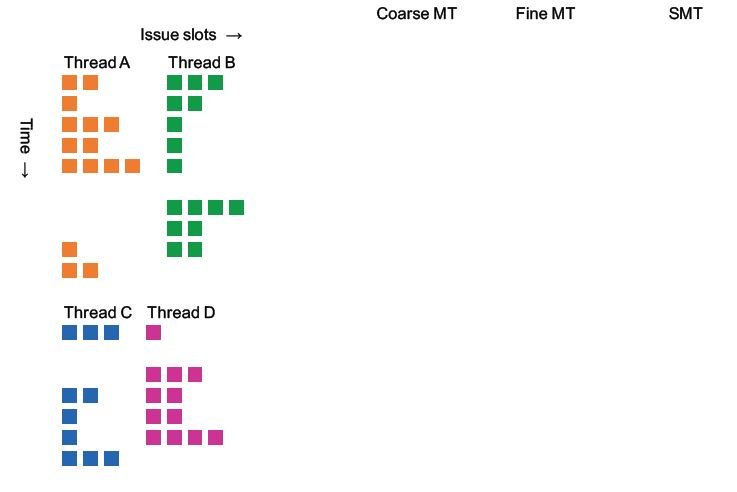 Coarse MT Fine MT SMT
Issue slots →
Thread A Thread B
Time →
Thread C Thread D